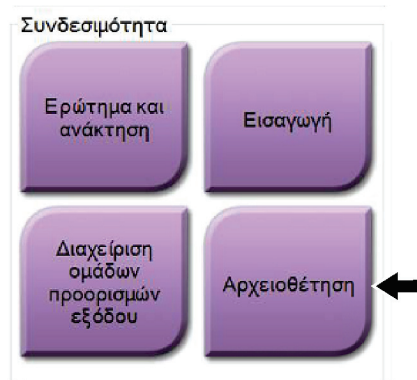 Συνδεσιμότητα
Ερώτημα και
ανάκτηση
Εισαγωγή
Διαχείριση
ομάδων
προορισμών
εξόδου
Αρχειοθέτηση